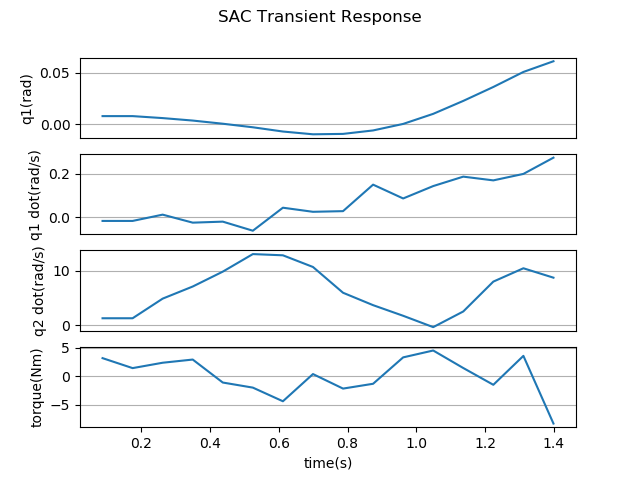 SAC Transient Response
q1(rad)
0.05
0.00
q1 dot(rad/s)
0.2
0.0
q2 dot(rad/s)
10
0
torque(Nm)
5
0
−5
0.2 0.4 0.6 0.8 1.0 1.2 1.4
time(s)